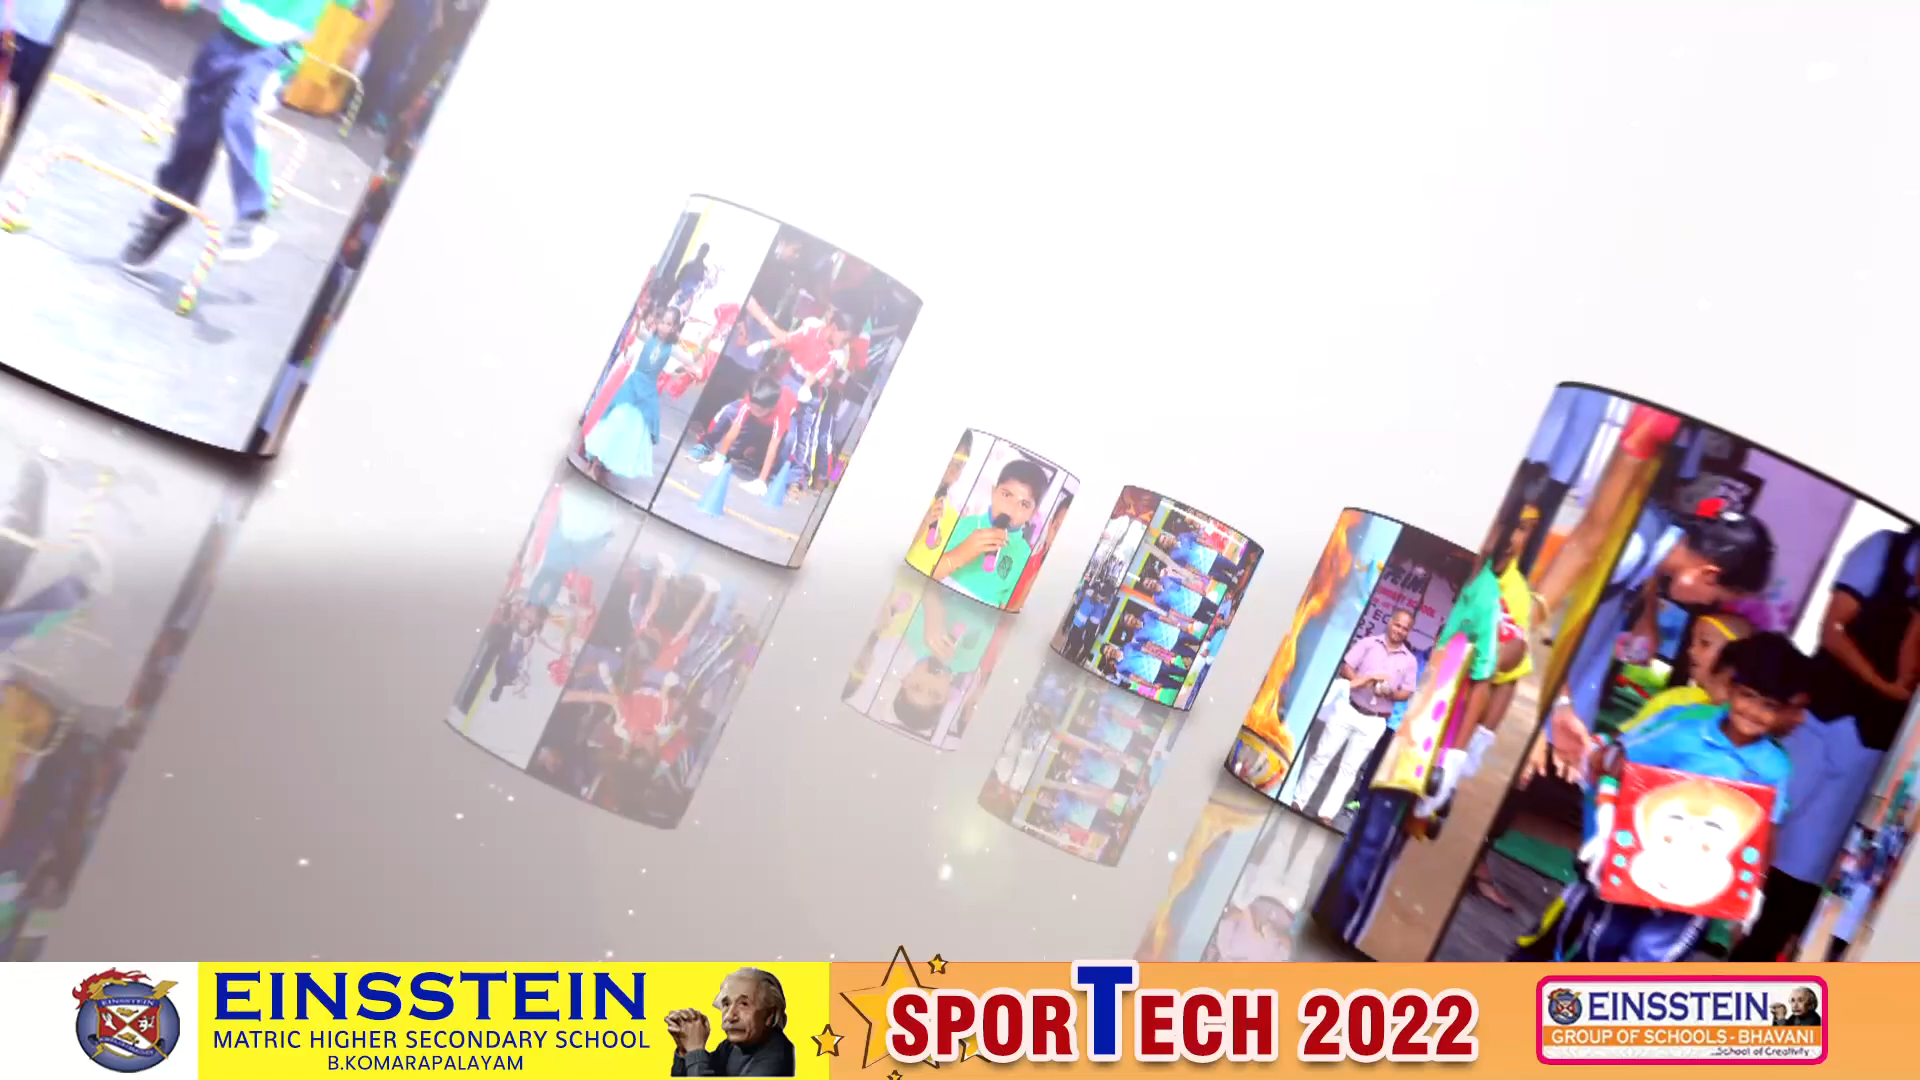 EINSSTEIN
MATRIC HIGHER SECONDARY SCHOOL
B.KOMARAPALAYAM
SPORTECH 2022
EINSSTEIN
GROUP OF SCHOOLS - BHAVANI
...School of Creativity